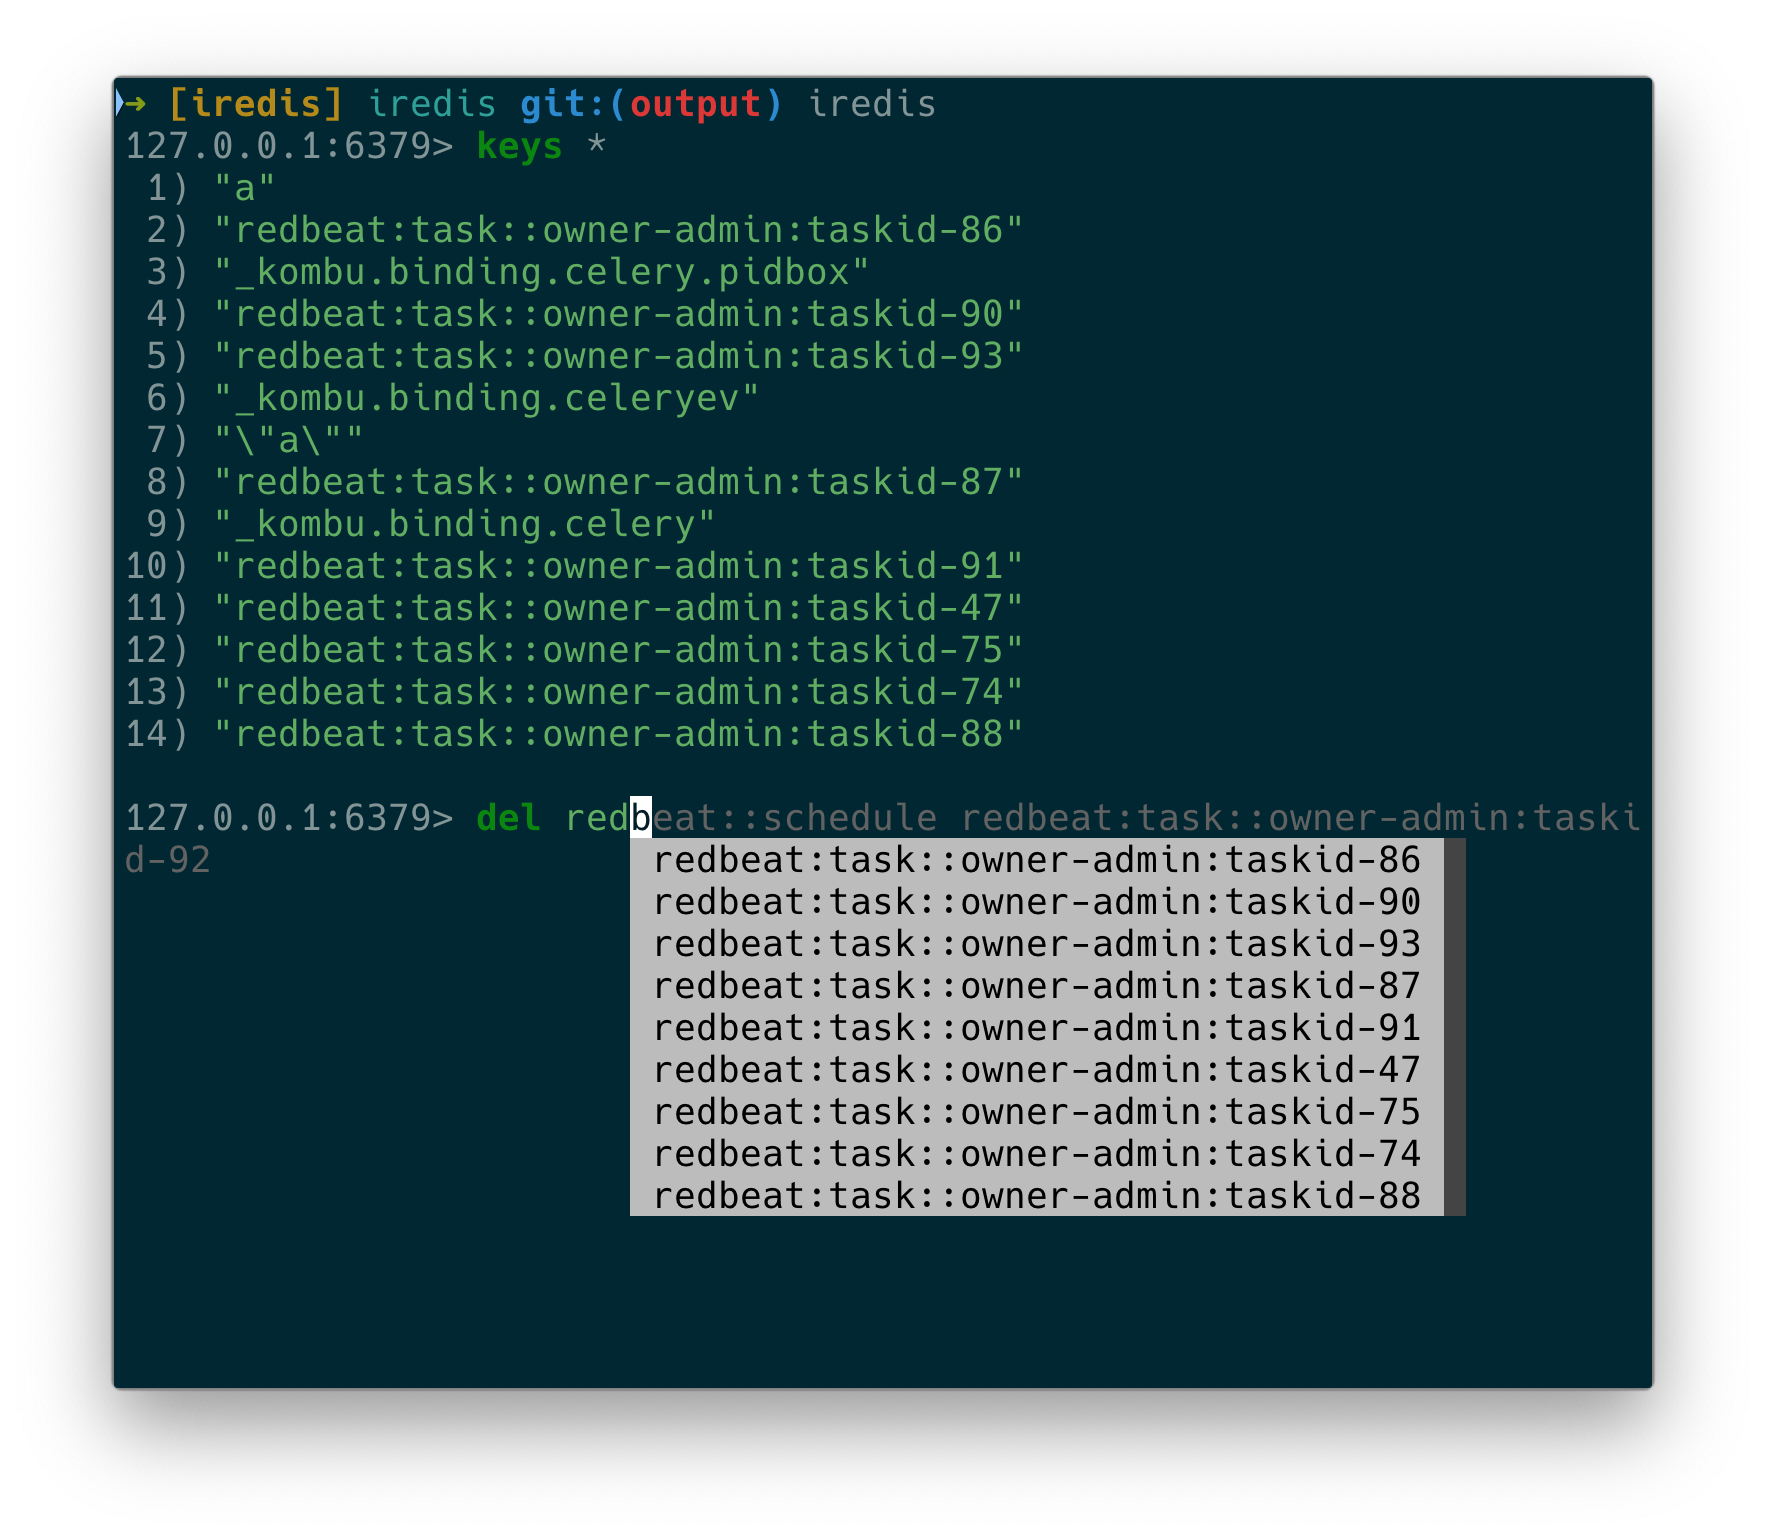 ➜ [iredis] iredis git:(output) iredis
127.0.0.1:6379> keys *
 1) "a"
 2) "redbeat:task::owner-admin:taskid-86"
 3) "_kombu.binding.celery.pidbox"
 4) "redbeat:task::owner-admin:taskid-90"
 5) "redbeat:task::owner-admin:taskid-93"
 6) "_kombu.binding.celeryev"
 7) "\"a\""
 8) "redbeat:task::owner-admin:taskid-87"
 9) "_kombu.binding.celery"
10) "redbeat:task::owner-admin:taskid-91"
11) "redbeat:task::owner-admin:taskid-47"
12) "redbeat:task::owner-admin:taskid-75"
13) "redbeat:task::owner-admin:taskid-74"
14) "redbeat:task::owner-admin:taskid-88"
127.0.0.1:6379> del redbeat::schedule redbeat:task::owner-admin:taski
d-92
redbeat:task::owner-admin:taskid-86
redbeat:task::owner-admin:taskid-90
redbeat:task::owner-admin:taskid-93
redbeat:task::owner-admin:taskid-87
redbeat:task::owner-admin:taskid-91
redbeat:task::owner-admin:taskid-47
redbeat:task::owner-admin:taskid-75
redbeat:task::owner-admin:taskid-74
redbeat:task::owner-admin:taskid-88